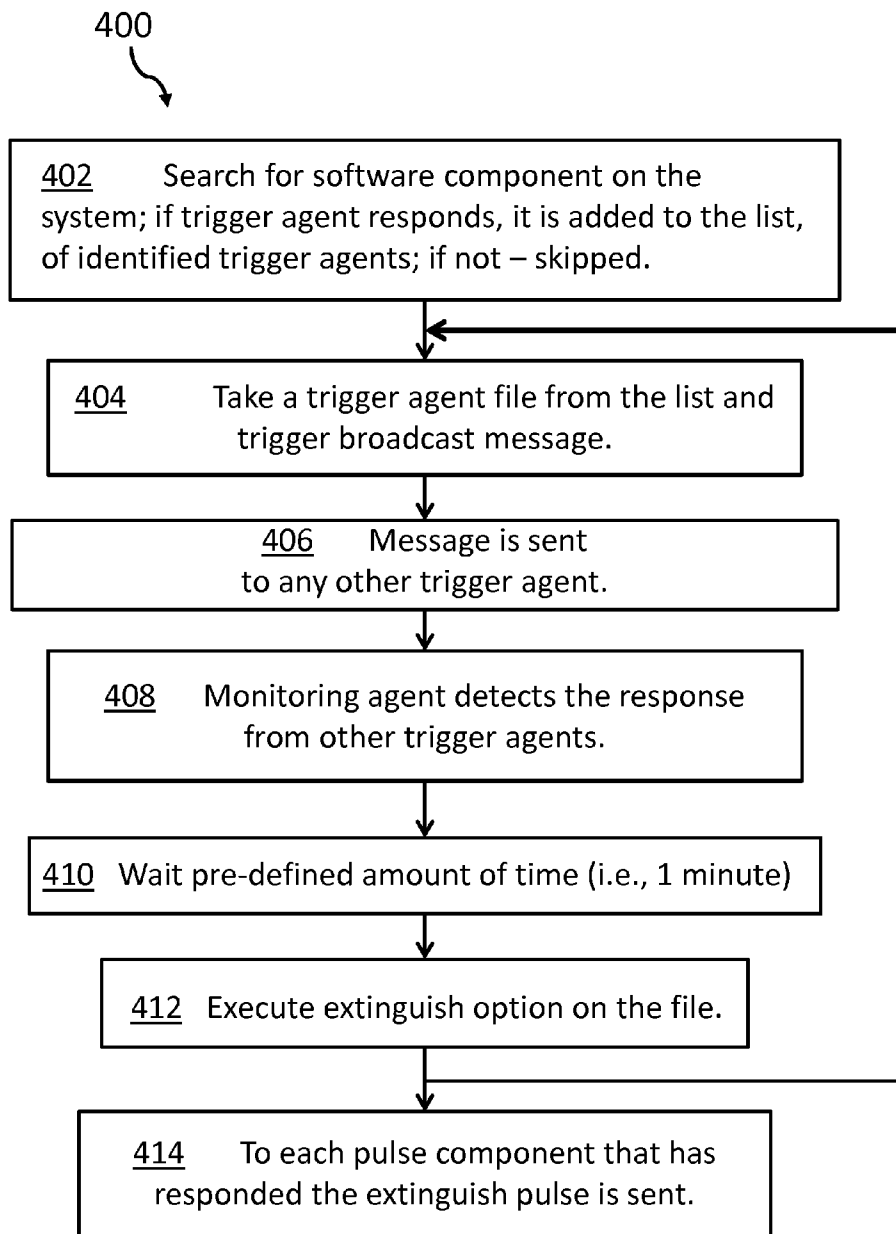 400
402 Search for software component on the
system; if trigger agent responds, it is added to the list,
of identified trigger agents; if not – skipped.
404 Take a trigger agent file from the list and
trigger broadcast message.
406 Message is sent
to any other trigger agent.
408 Monitoring agent detects the response
from other trigger agents.
410 Wait pre-defined amount of time (i.e., 1 minute)
412 Execute extinguish option on the file.
414 To each pulse component that has
responded the extinguish pulse is sent.